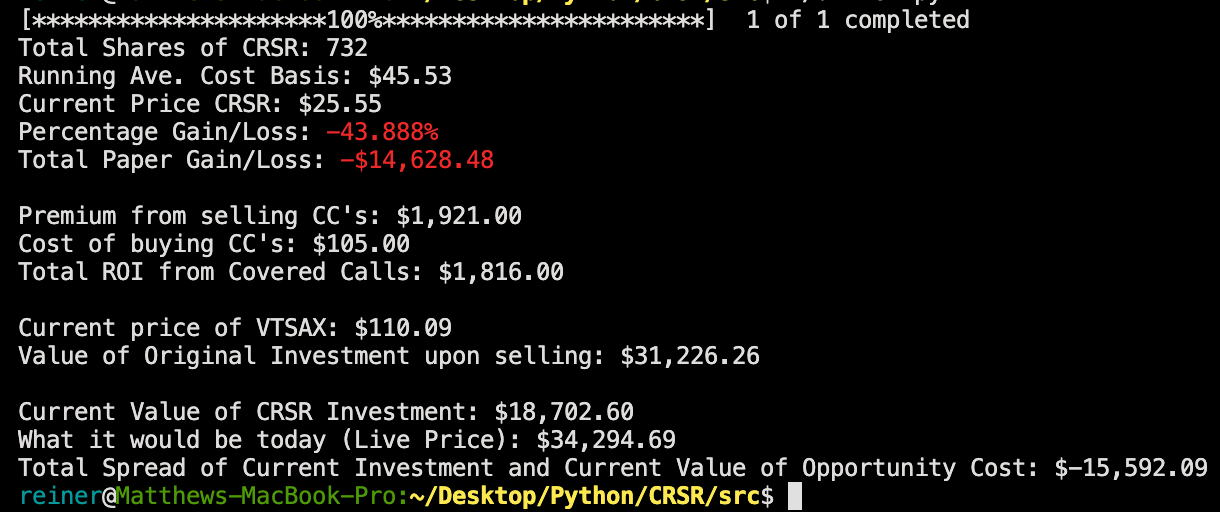 [*********************100%***********************]  1 of 1 completed
Total Shares of CRSR: 732
Running Ave. Cost Basis: $45.53
Current Price CRSR: $25.55
Percentage Gain/Loss: -43.888%
Total Paper Gain/Loss: -$14,628.48
Premium from selling CC's: $1,921.00
Cost of buying CC's: $105.00
Total ROI from Covered Calls: $1,816.00
Current price of VTSAX: $110.09
Value of Original Investment upon selling: $31,226.26
Current Value of CRSR Investment: $18,702.60
What it would be today (Live Price): $34,294.69
Total Spread of Current Investment and Current Value of Opportunity Cost: $-15,592.09
reiner@Matthews-MacBook-Pro:~/Desktop/Python/CRSR/src$